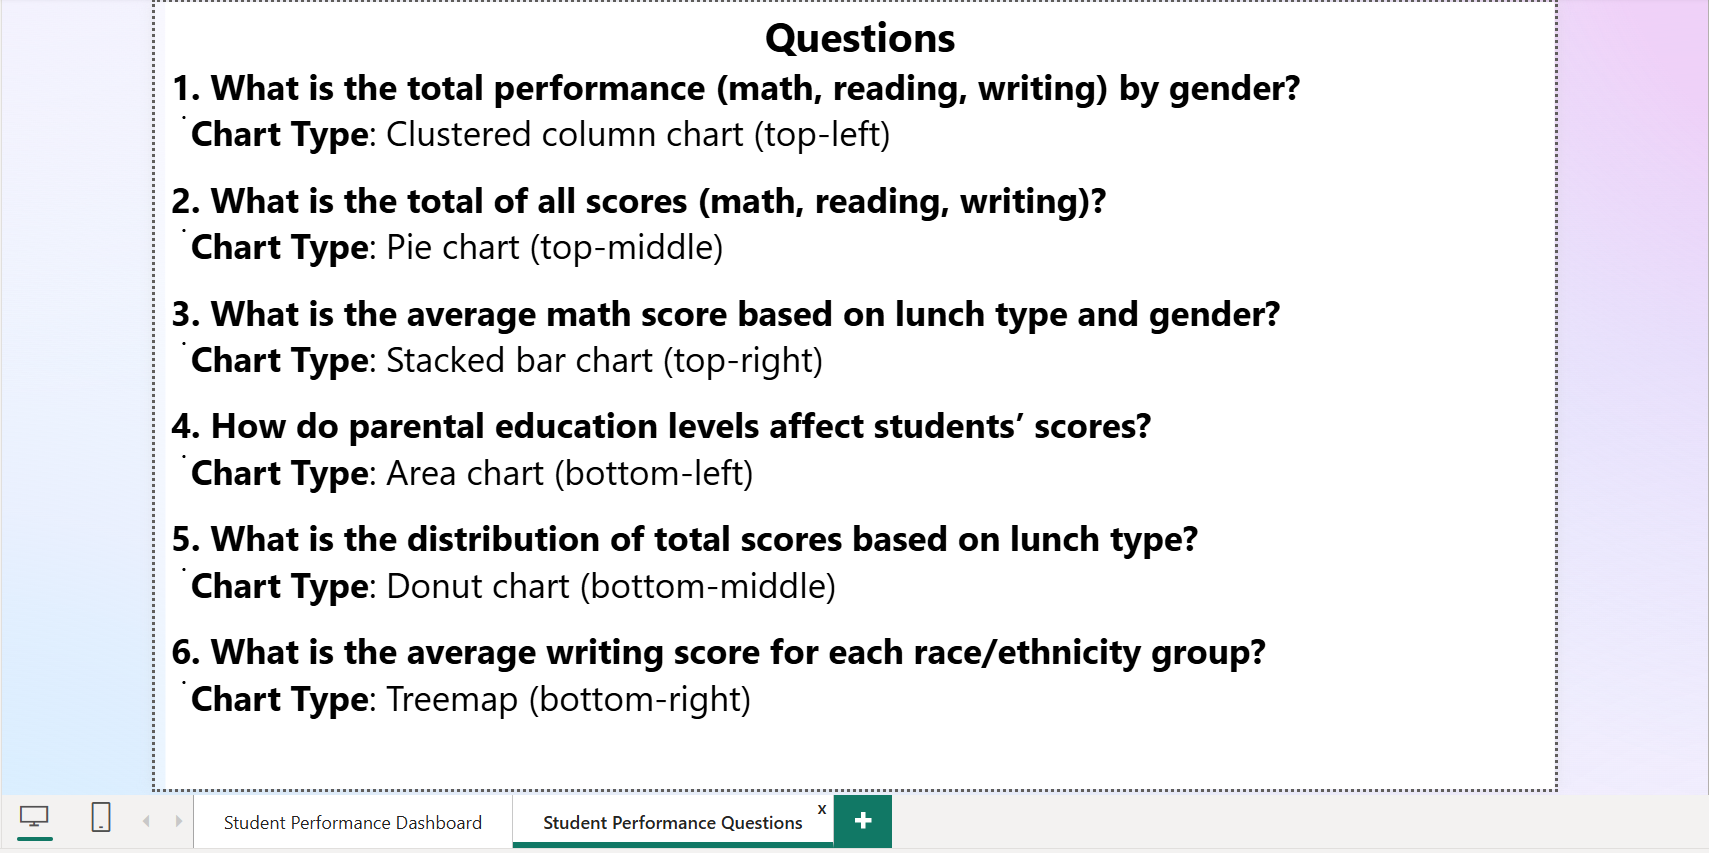 Questions
1. What is the total performance (math, reading, writing) by gender?
Chart Type: Clustered column chart (top-left)
2. What is the total of all scores (math, reading, writing)?
Chart Type: Pie chart (top-middle)
3. What is the average math score based on lunch type and gender?
Chart Type: Stacked bar chart (top-right)
4. How do parental education levels affect students’ scores?
Chart Type: Area chart (bottom-left)
5. What is the distribution of total scores based on lunch type?
Chart Type: Donut chart (bottom-middle)
6. What is the average writing score for each race/ethnicity group?
Chart Type: Treemap (bottom-right)
Student Performance Dashboard
Student Performance Questions x